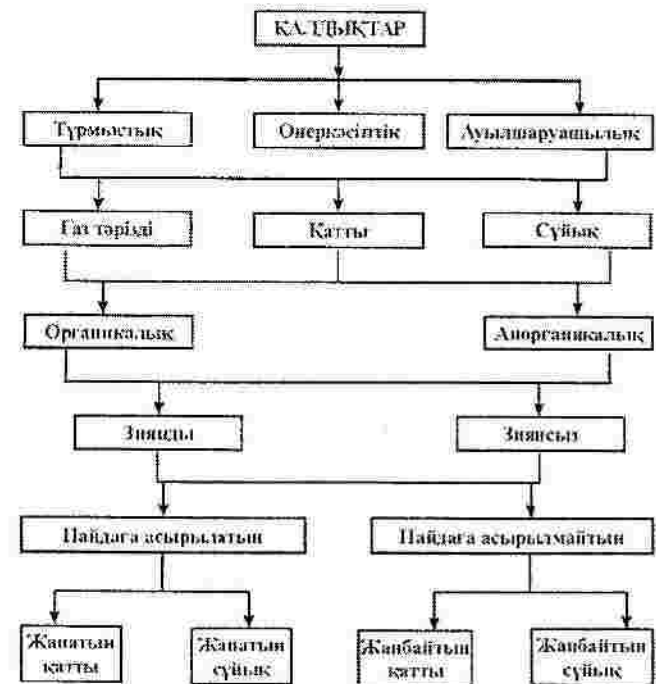 ҚАЛДЫҚТАР
Тұрмыстық
Өнеркәсіптік
Ауылшаруашылық
Газ тәрізді
Қатты
Сұйық
Органикалық
Анорганикалық
Зиянды
Зиянсыз
Пайдаға асырылатын
Пайдаға асырылмайтын
Жанатын
қатты
Жанатын
сұйық
Жанбайтын
қатты
Жанбайтын
сұйық